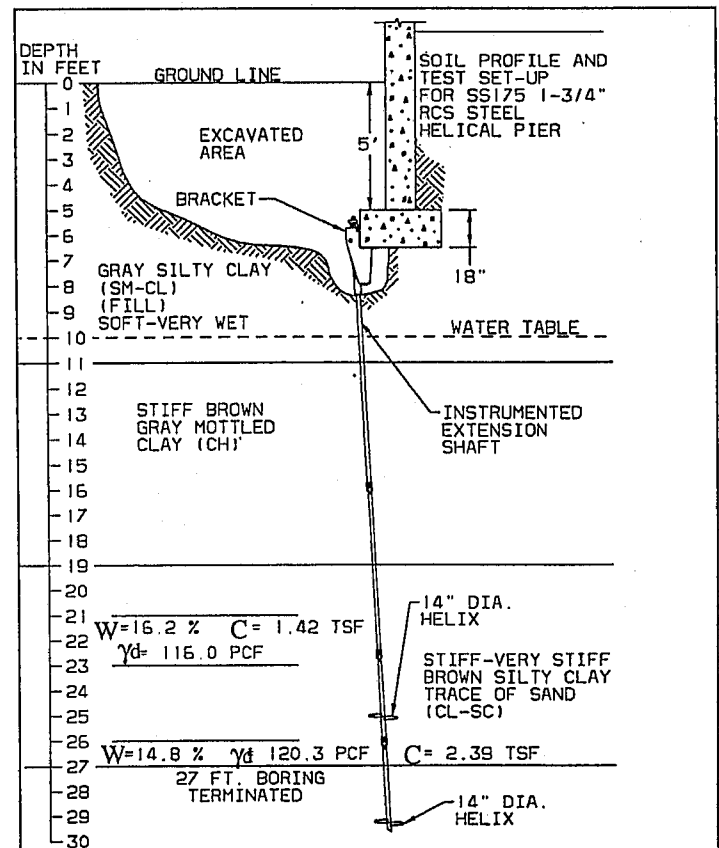 DEPTH
IN FEET
GROUND LINE
SOIL PROFILE AND
TEST SET-UP
FOR SS175 1-3/4"
RCS STEEL
HELICAL PIER
0
1
2
3
4
5
6
7
8
9
10
11
12
13
14
15
16
17
18
19
20
21
22
23
24
25
26
27
28
29
30
EXCAVATED
AREA
5'
BRACKET
18"
GRAY SILTY CLAY
(SM-CL)
(FILL)
SOFT-VERY WET
WATER TABLE
STIFF BROWN
GRAY MOTTLED
CLAY (CH)
INSTRUMENTED
EXTENSION
SHAFT
14" DIA.
HELIX
W=16.2 % C= 1.42 TSF
γd= 116.0 PCF
STIFF-VERY STIFF
BROWN SILTY CLAY
TRACE OF SAND
(CL-SC)
W=14.8 % γd 120.3 PCF C= 2.39 TSF
27 FT. BORING
TERMINATED
14" DIA.
HELIX